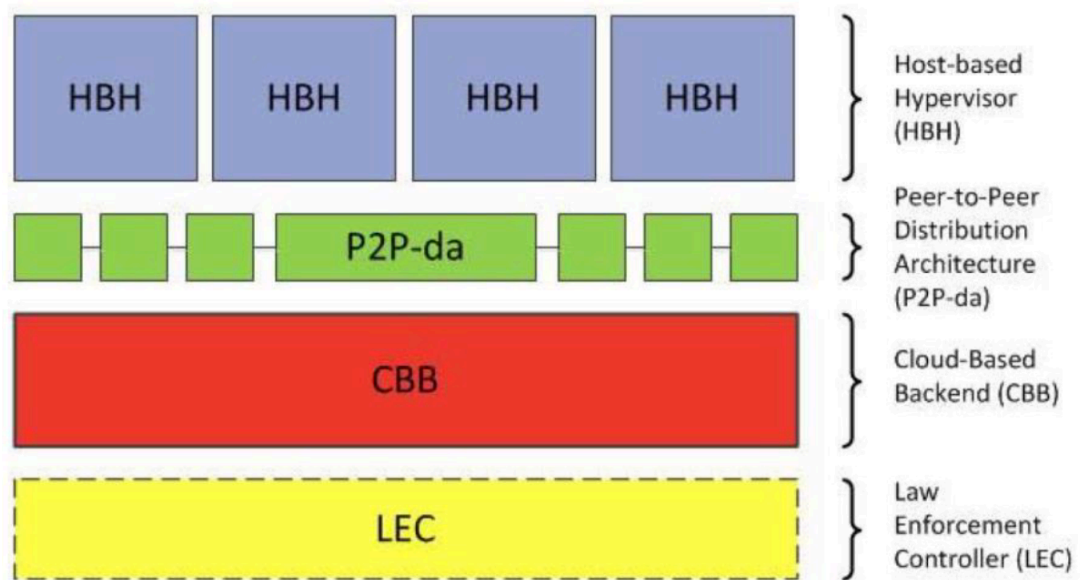 HBH HBH HBH HBH
Host-based
Hypervisor
(HBH)
P2P-da
Peer-to-Peer
Distribution
Architecture
(P2P-da)
CBB
Cloud-Based
Backend (CBB)
LEC
Law
Enforcement
Controller (LEC)